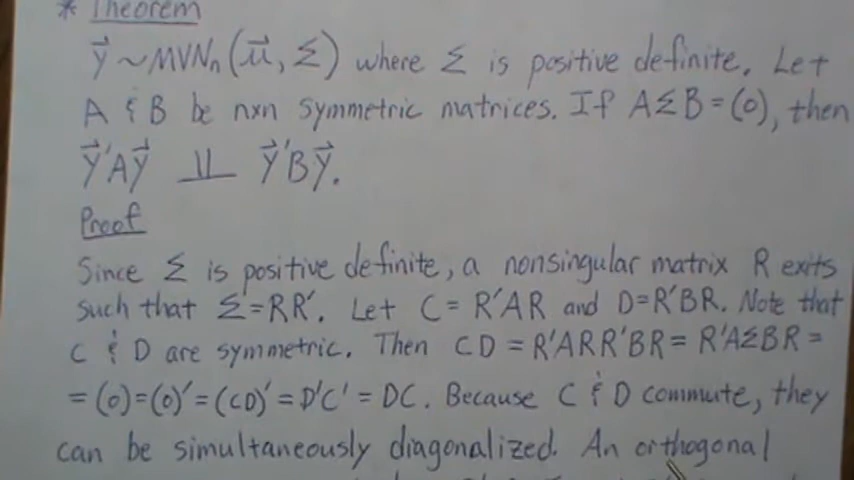 * Theorem
y⃗ ~ MVNₙ(μ⃗, Σ) where Σ is positive definite. Let
A & B be nxn symmetric matrices. If AΣB = (0), then
y⃗'Ay⃗ ⫫ y⃗'By⃗.
Proof
Since Σ is positive definite, a nonsingular matrix R exits
such that Σ=RR'. Let C = R'AR and D=R'BR. Note that
C & D are symmetric. Then CD = R'ARR'BR = R'AΣBR =
= (0) = (0)' = (CD)' = D'C' = DC. Because C & D commute, they
can be simultaneously diagonalized. An orthogonal